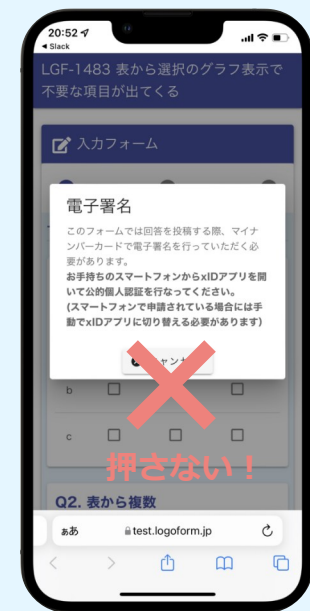 20:52
◀ Slack
LGF-1483 表から選択のグラフ表示で
不要な項目が出てくる
入力フォーム
電子署名
このフォームでは回答を投稿する際、マイナ
ンバーカードで電子署名を行っていただく必
要があります。
お手持ちのスマートフォンからxIDアプリを開
いて公的個人認証を行なってください。
(スマートフォンで申請されている場合には手
動でxIDアプリに切り替える必要があります)
b
c
押さない！
Q2. 表から複数
ぁあ test.logoform.jp